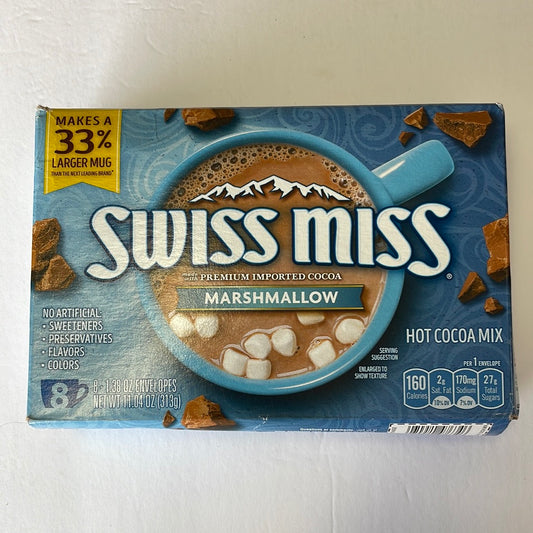 MAKES A
33%
LARGER MUG
THAN THE NEXT LEADING BRAND*
SWISS MISS®
made with PREMIUM IMPORTED COCOA
MARSHMALLOW
NO ARTIFICIAL:
• SWEETENERS
• PRESERVATIVES
• FLAVORS
• COLORS
HOT COCOA MIX
SERVING
SUGGESTION
ENLARGED TO
SHOW TEXTURE
PER 1 ENVELOPE
160
Calories
2g
Sat. Fat
10% DV
170mg
Sodium
7% DV
27g
Total
Sugars
8
8 - 1.38 OZ ENVELOPES
NET WT 11.04 OZ (313g)